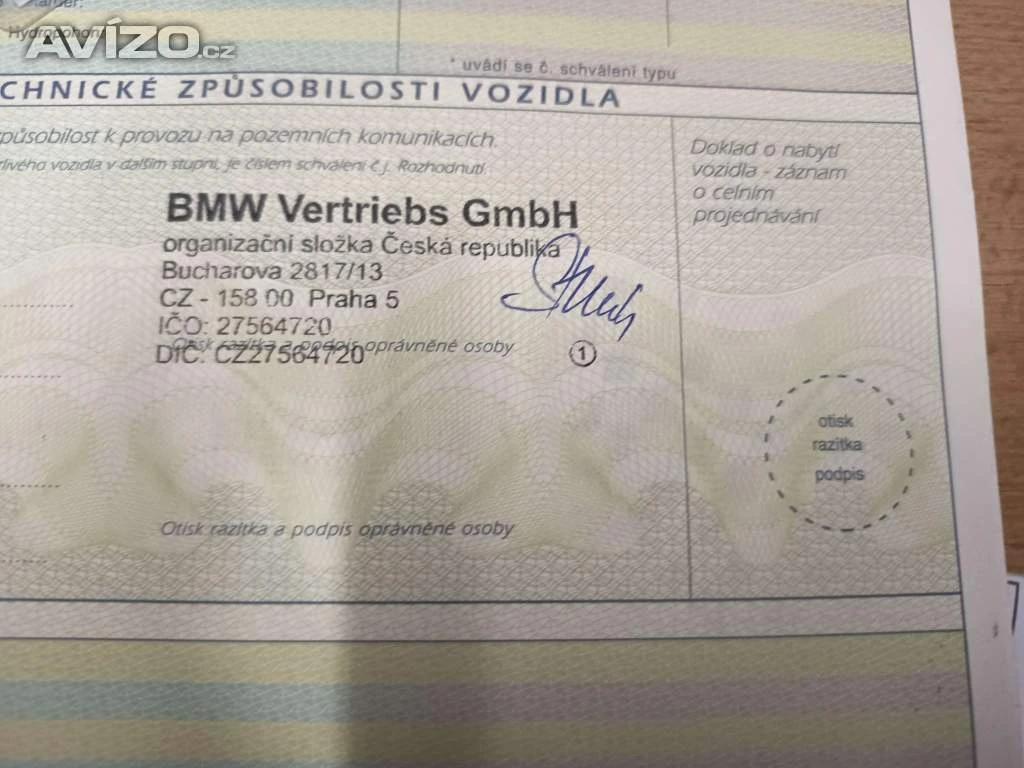 Hydropohon
AVÍZO.cz
* uvádí se č. schválení typu
CHNICKÉ ZPŮSOBILOSTI VOZIDLA
působilost k provozu na pozemních komunikacích.
vozidla v dalším stupni, je číslem schválení č.j. Rozhodnutí.
Doklad o nabytí
vozidla - záznam
o celním
projednávání
BMW Vertriebs GmbH
organizační složka Česká republika
Bucharova 2817/13
CZ - 158 00 Praha 5
IČO: 27564720
Otisk razítka a podpis oprávněné osoby
DIČ: CZ27564720
1
otisk
razítka
podpis
Otisk razítka a podpis oprávněné osoby